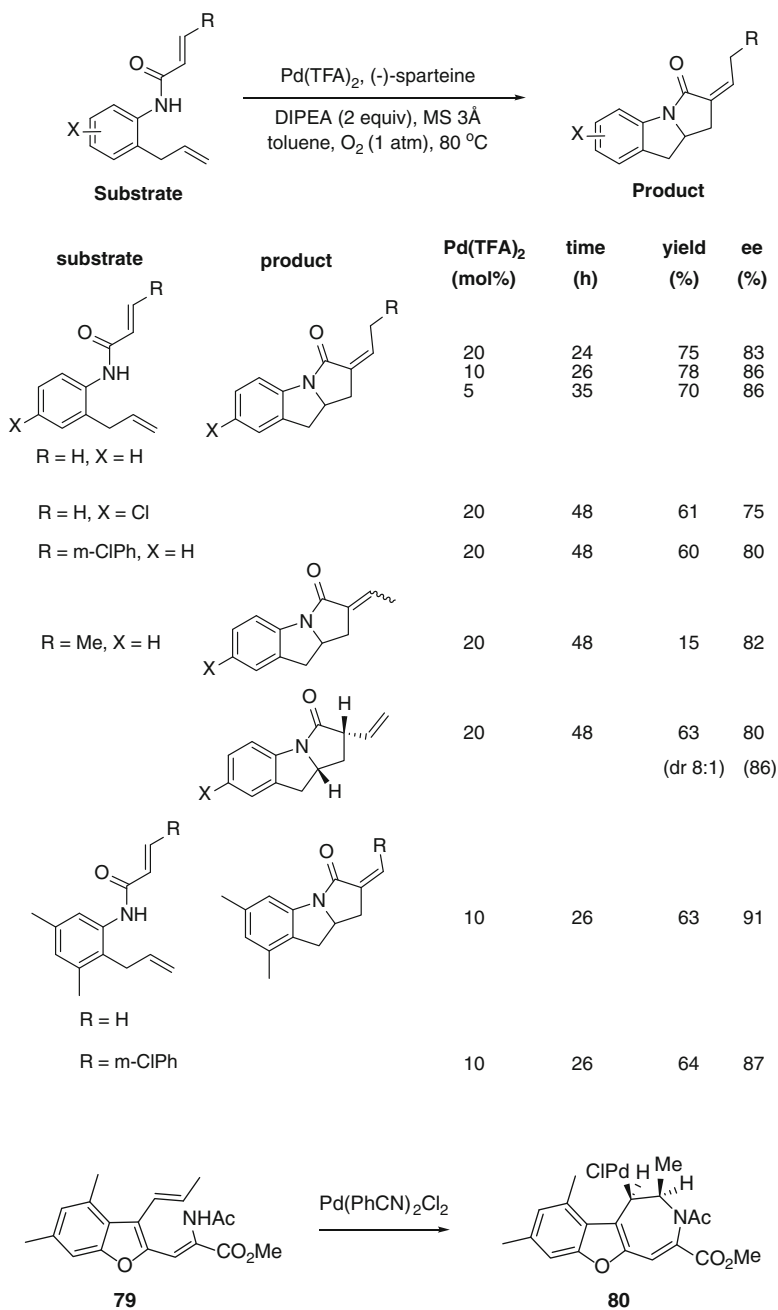 R
O
NH
X
Substrate
Pd(TFA)2, (-)-sparteine
DIPEA (2 equiv), MS 3Å
toluene, O2 (1 atm), 80 °C
R
O
N
X
Product
substrate product Pd(TFA)2 time yield ee
(mol%) (h) (%) (%)
R
O
NH
X
R = H, X = H
R
O
N
X
20 24 75 83
10 26 78 86
5 35 70 86
R = H, X = Cl 20 48 61 75
R = m-ClPh, X = H 20 48 60 80
O
N
X
R = Me, X = H 20 48 15 82
O
H
N
H
X
20 48 63 80
(dr 8:1) (86)
R
O
NH
R
O
N
10 26 63 91
R = H
R = m-ClPh 10 26 64 87
NHAc
O
CO2Me
79
Pd(PhCN)2Cl2
ClPd H Me
H
NAc
O
CO2Me
80